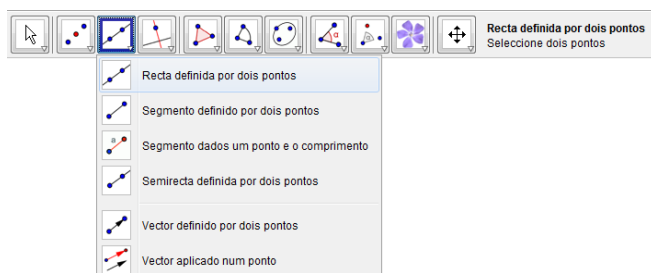 Recta definida por dois pontos
Seleccione dois pontos
Recta definida por dois pontos
Segmento definido por dois pontos
a
Segmento dados um ponto e o comprimento
Semirecta definida por dois pontos
Vector definido por dois pontos
Vector aplicado num ponto